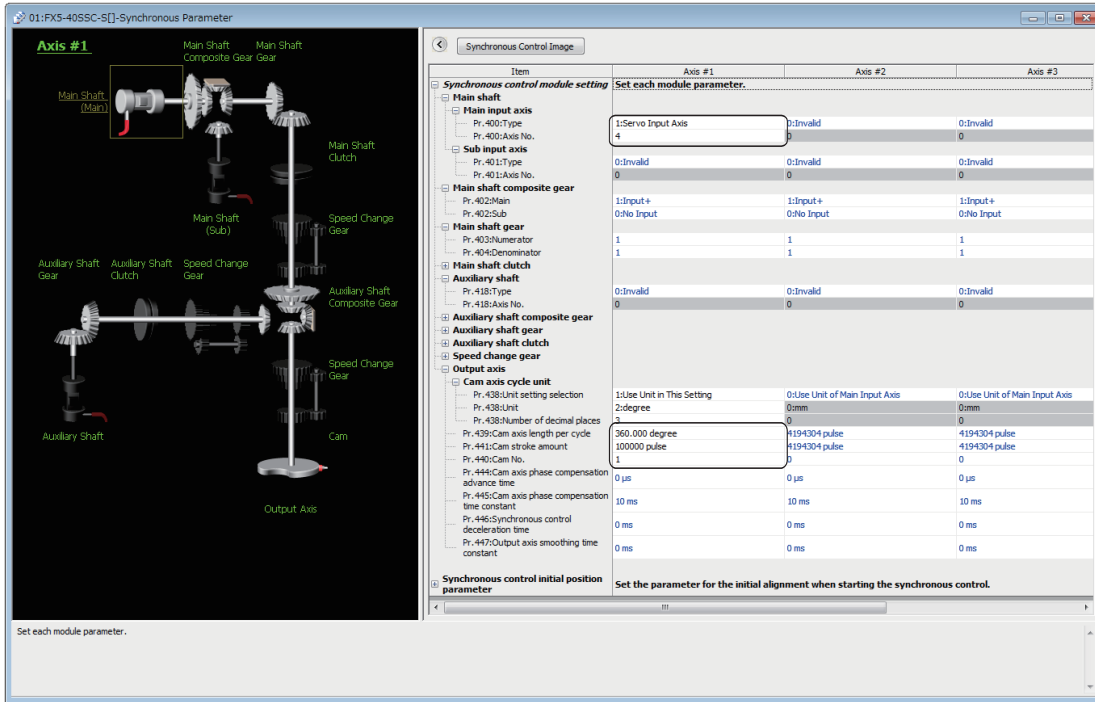 01:FX5-40SSC-S[]-Synchronous Parameter
Axis #1
Main Shaft
Composite Gear
Main Shaft
Gear
Main Shaft
(Main)
Main Shaft
Clutch
Main Shaft
(Sub)
Speed Change
Gear
Auxiliary Shaft
Gear
Auxiliary Shaft
Clutch
Speed Change
Gear
Auxiliary Shaft
Composite Gear
Speed Change
Gear
Auxiliary Shaft
Cam
Output Axis
Synchronous Control Image
Item Axis #1 Axis #2 Axis #3
Synchronous control module setting Set each module parameter.
Main shaft
Main input axis
Pr.400:Type 1:Servo Input Axis 0:Invalid 0:Invalid
Pr.400:Axis No. 4 0 0
Sub input axis
Pr.401:Type 0:Invalid 0:Invalid 0:Invalid
Pr.401:Axis No. 0 0 0
Main shaft composite gear
Pr.402:Main 1:Input+ 1:Input+ 1:Input+
Pr.402:Sub 0:No Input 0:No Input 0:No Input
Main shaft gear
Pr.403:Numerator 1 1 1
Pr.404:Denominator 1 1 1
Main shaft clutch
Auxiliary shaft
Pr.418:Type 0:Invalid 0:Invalid 0:Invalid
Pr.418:Axis No. 0 0 0
Auxiliary shaft composite gear
Auxiliary shaft gear
Auxiliary shaft clutch
Speed change gear
Output axis
Cam axis cycle unit
Pr.438:Unit setting selection 1:Use Unit in This Setting 0:Use Unit of Main Input Axis 0:Use Unit of Main Input Axis
Pr.438:Unit 2:degree 0:mm 0:mm
Pr.438:Number of decimal places 3 0 0
Pr.439:Cam axis length per cycle 360.000 degree 4194304 pulse 4194304 pulse
Pr.441:Cam stroke amount 100000 pulse 4194304 pulse 4194304 pulse
Pr.440:Cam No. 1 0 0
Pr.444:Cam axis phase compensation
advance time 0 µs 0 µs 0 µs
Pr.445:Cam axis phase compensation
time constant 10 ms 10 ms 10 ms
Pr.446:Synchronous control
deceleration time 0 ms 0 ms 0 ms
Pr.447:Output axis smoothing time
constant 0 ms 0 ms 0 ms
Synchronous control initial position
parameter Set the parameter for the initial alignment when starting the synchronous control.
Set each module parameter.